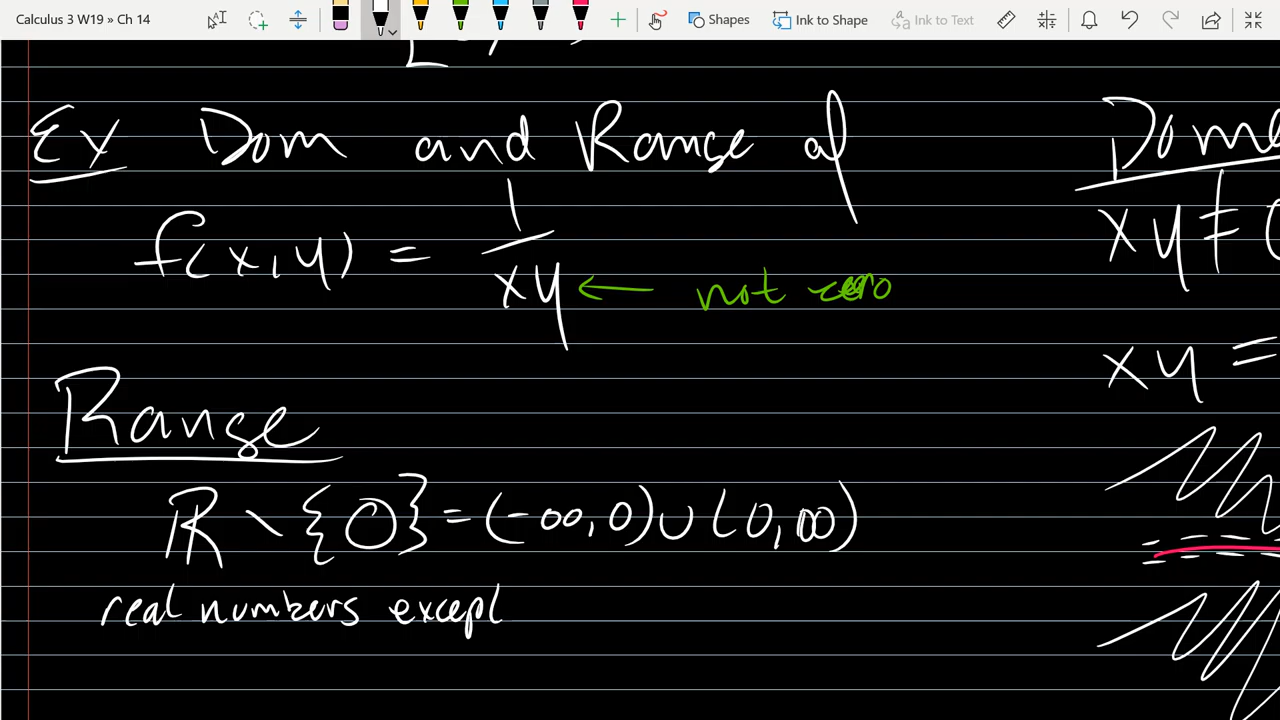 Calculus 3 W19 » Ch 14
Shapes
Ink to Shape
Ink to Text
Ex Dom and Range of
f(x,y) = 1/xy ← not zero
Range
ℝ \ {0} = (-∞,0)∪(0,∞)
real numbers except
xy ≠
xy =